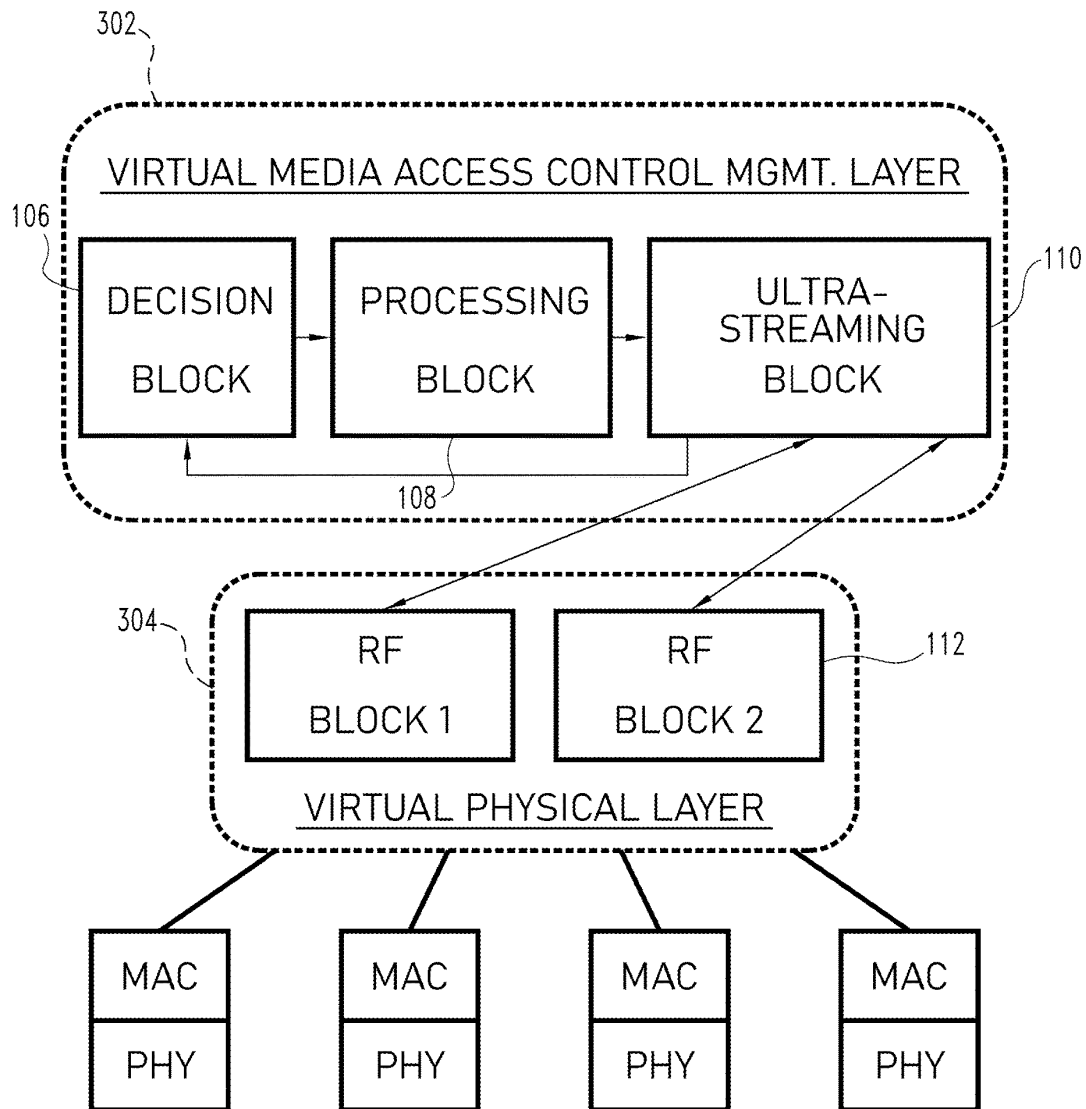 302
VIRTUAL MEDIA ACCESS CONTROL MGMT. LAYER
106
DECISION
BLOCK
PROCESSING
BLOCK
ULTRA-
STREAMING
BLOCK
110
108
304
RF
BLOCK 1
RF
BLOCK 2
112
VIRTUAL PHYSICAL LAYER
MAC
PHY
MAC
PHY
MAC
PHY
MAC
PHY